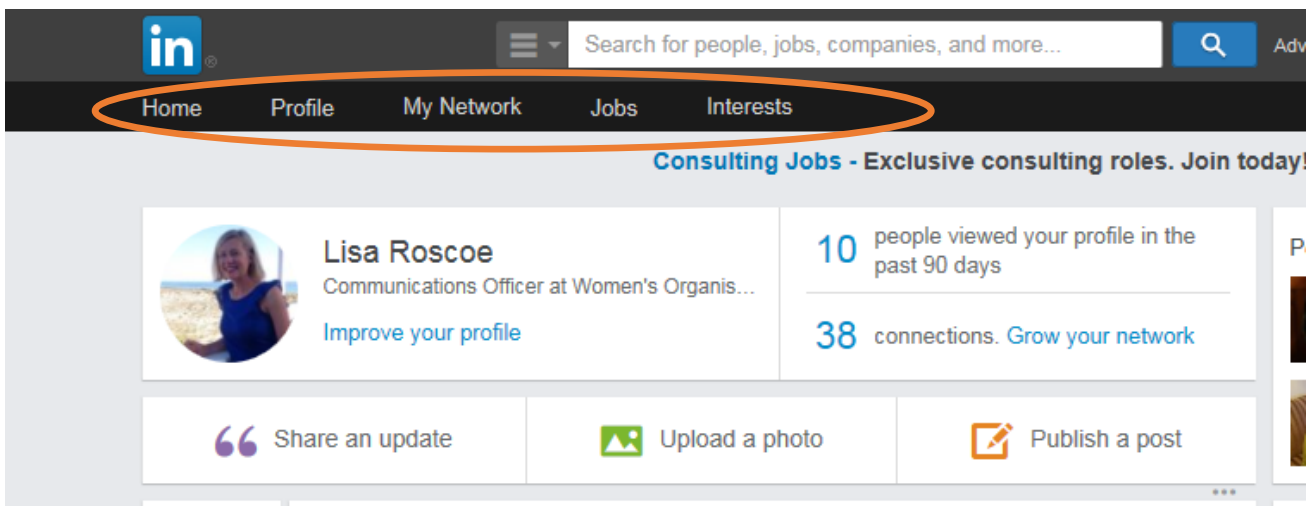 in®
Search for people, jobs, companies, and more...
Adv
Home Profile My Network Jobs Interests
Consulting Jobs - Exclusive consulting roles. Join today!
Lisa Roscoe
Communications Officer at Women's Organis...
Improve your profile
10 people viewed your profile in the
past 90 days
38 connections. Grow your network
P
Share an update
Upload a photo
Publish a post